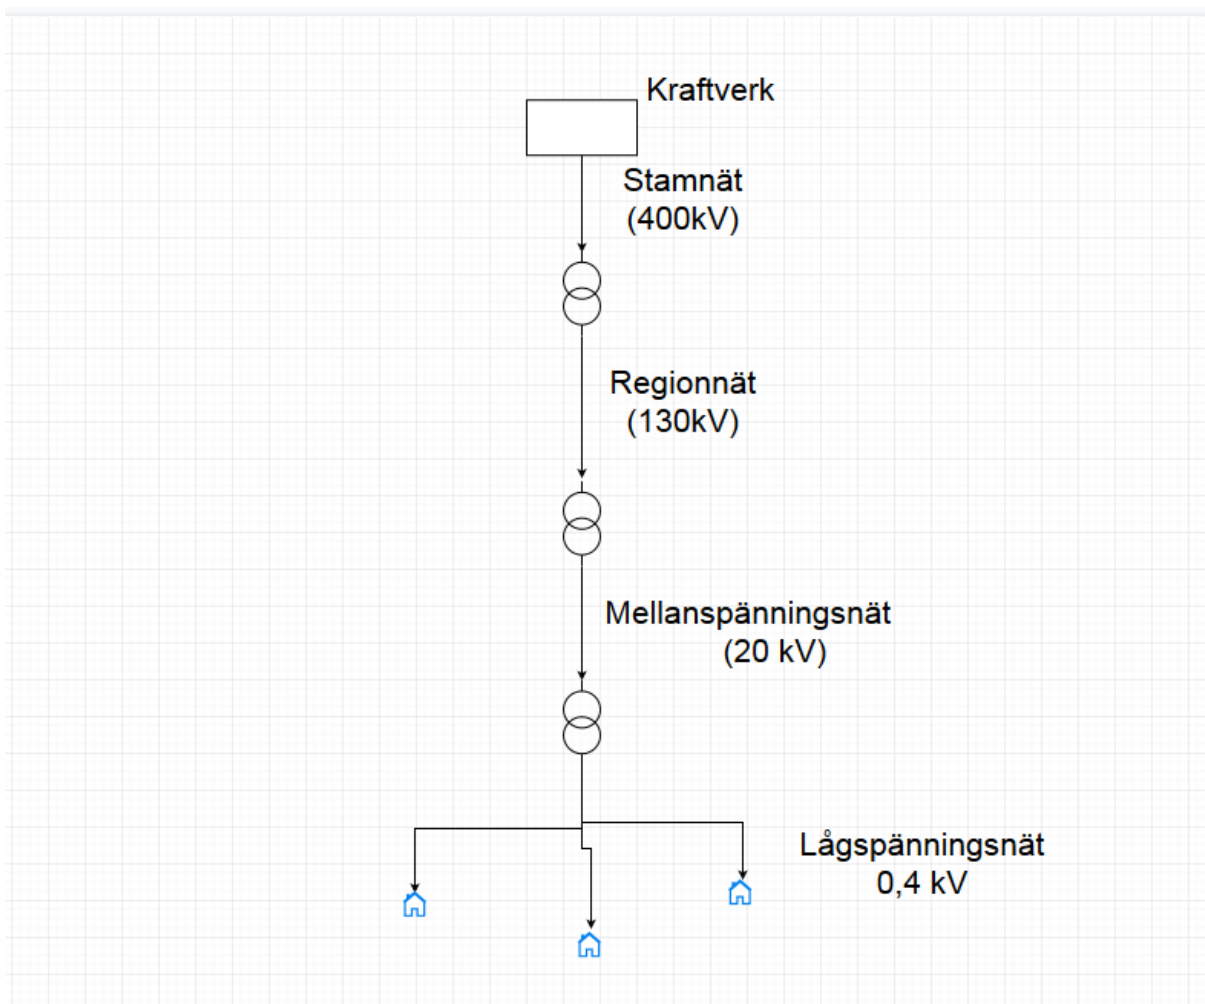 Kraftverk
Stamnät
(400kV)
Regionnät
(130kV)
Mellanspänningsnät
(20 kV)
Lågspänningsnät
0,4 kV